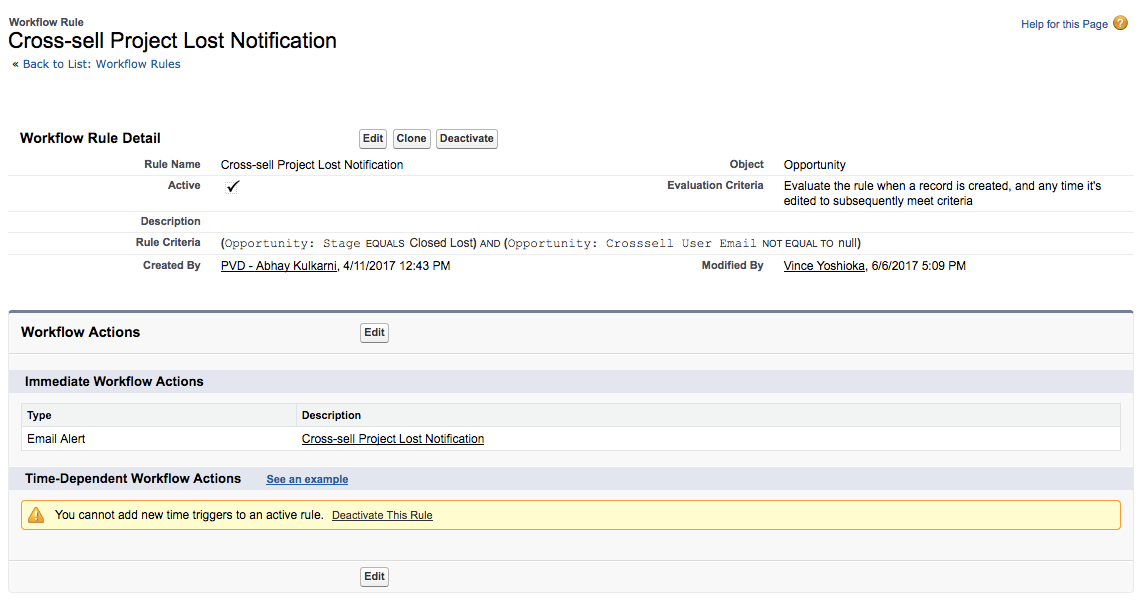 Workflow Rule
Help for this Page ?
Cross-sell Project Lost Notification
« Back to List: Workflow Rules
Workflow Rule Detail Edit Clone Deactivate
Rule Name Cross-sell Project Lost Notification Object Opportunity
Active Evaluation Criteria Evaluate the rule when a record is created, and any time it's
edited to subsequently meet criteria
Description
Rule Criteria (Opportunity: Stage EQUALS Closed Lost) AND (Opportunity: Crosssell User Email NOT EQUAL TO null)
Created By PVD - Abhay Kulkarni, 4/11/2017 12:43 PM Modified By Vince Yoshioka, 6/6/2017 5:09 PM
Workflow Actions Edit
Immediate Workflow Actions
Type Description
Email Alert Cross-sell Project Lost Notification
Time-Dependent Workflow Actions See an example
You cannot add new time triggers to an active rule. Deactivate This Rule
Edit